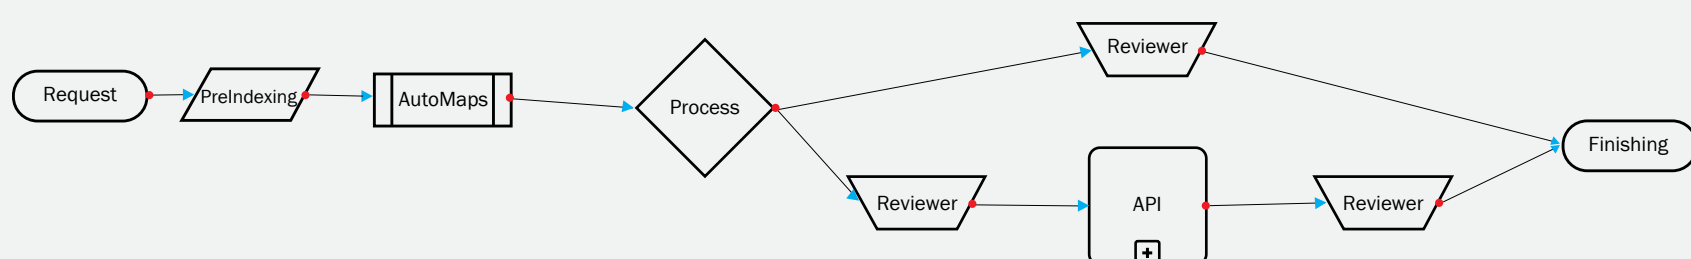 Request
PreIndexing
AutoMaps
Process
Reviewer
Reviewer
API
Reviewer
Finishing